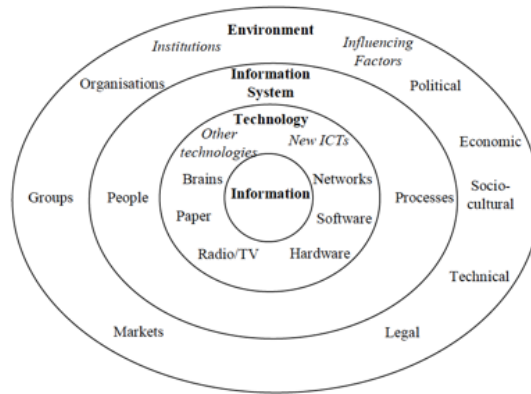 Environment
Institutions
Influencing
Factors
Organisations
Political
Information
System
Technology
Other
technologies
New ICTs
Economic
Brains
Networks
Information
Groups
People
Processes
Socio-
cultural
Paper
Software
Radio/TV
Hardware
Technical
Markets
Legal